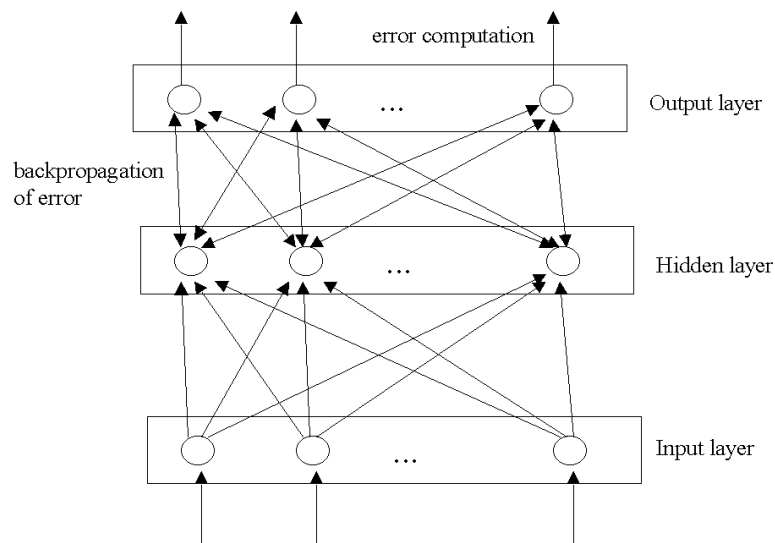 error computation
...
Output layer
backpropagation
of error
...
Hidden layer
...
Input layer